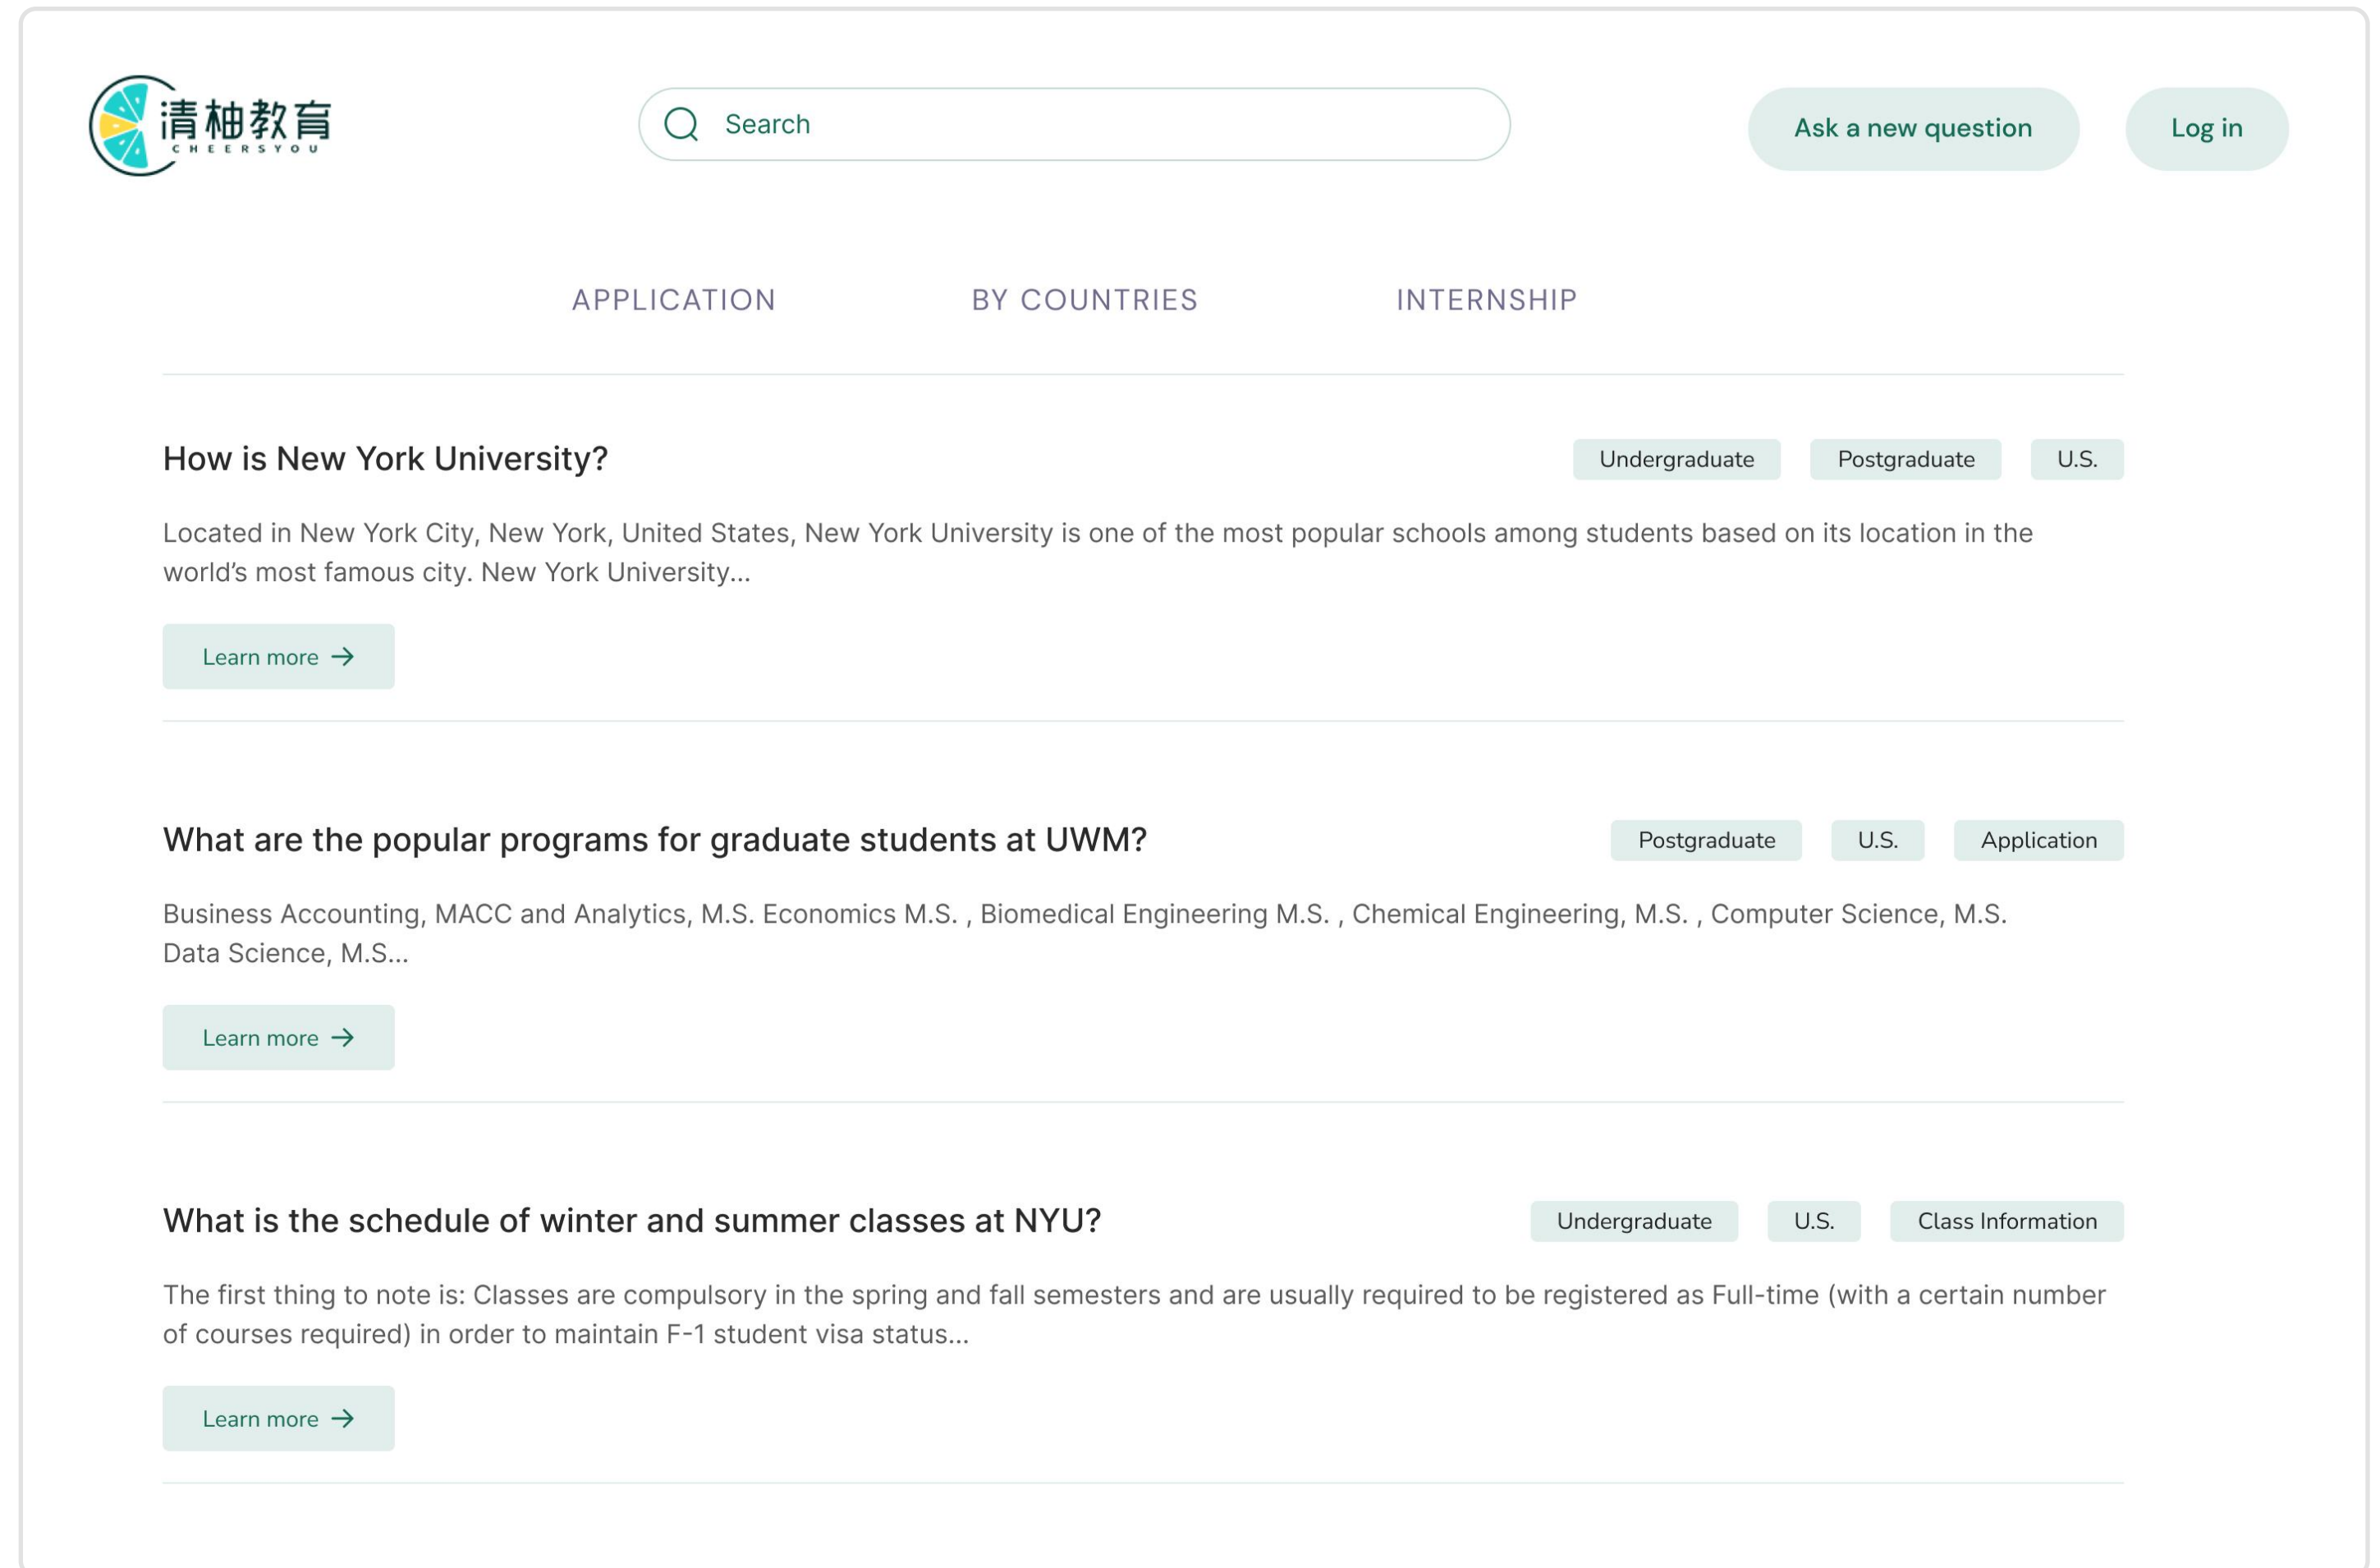 清柚教育
CHEERSYOU
Search
Ask a new question
Log in
APPLICATION
BY COUNTRIES
INTERNSHIP
How is New York University?
Undergraduate
Postgraduate
U.S.
Located in New York City, New York, United States, New York University is one of the most popular schools among students based on its location in the
world’s most famous city. New York University...
Learn more →
What are the popular programs for graduate students at UWM?
Postgraduate
U.S.
Application
Business Accounting, MACC and Analytics, M.S. Economics M.S. , Biomedical Engineering M.S. , Chemical Engineering, M.S. , Computer Science, M.S.
Data Science, M.S...
Learn more →
What is the schedule of winter and summer classes at NYU?
Undergraduate
U.S.
Class Information
The first thing to note is: Classes are compulsory in the spring and fall semesters and are usually required to be registered as Full-time (with a certain number
of courses required) in order to maintain F-1 student visa status...
Learn more →